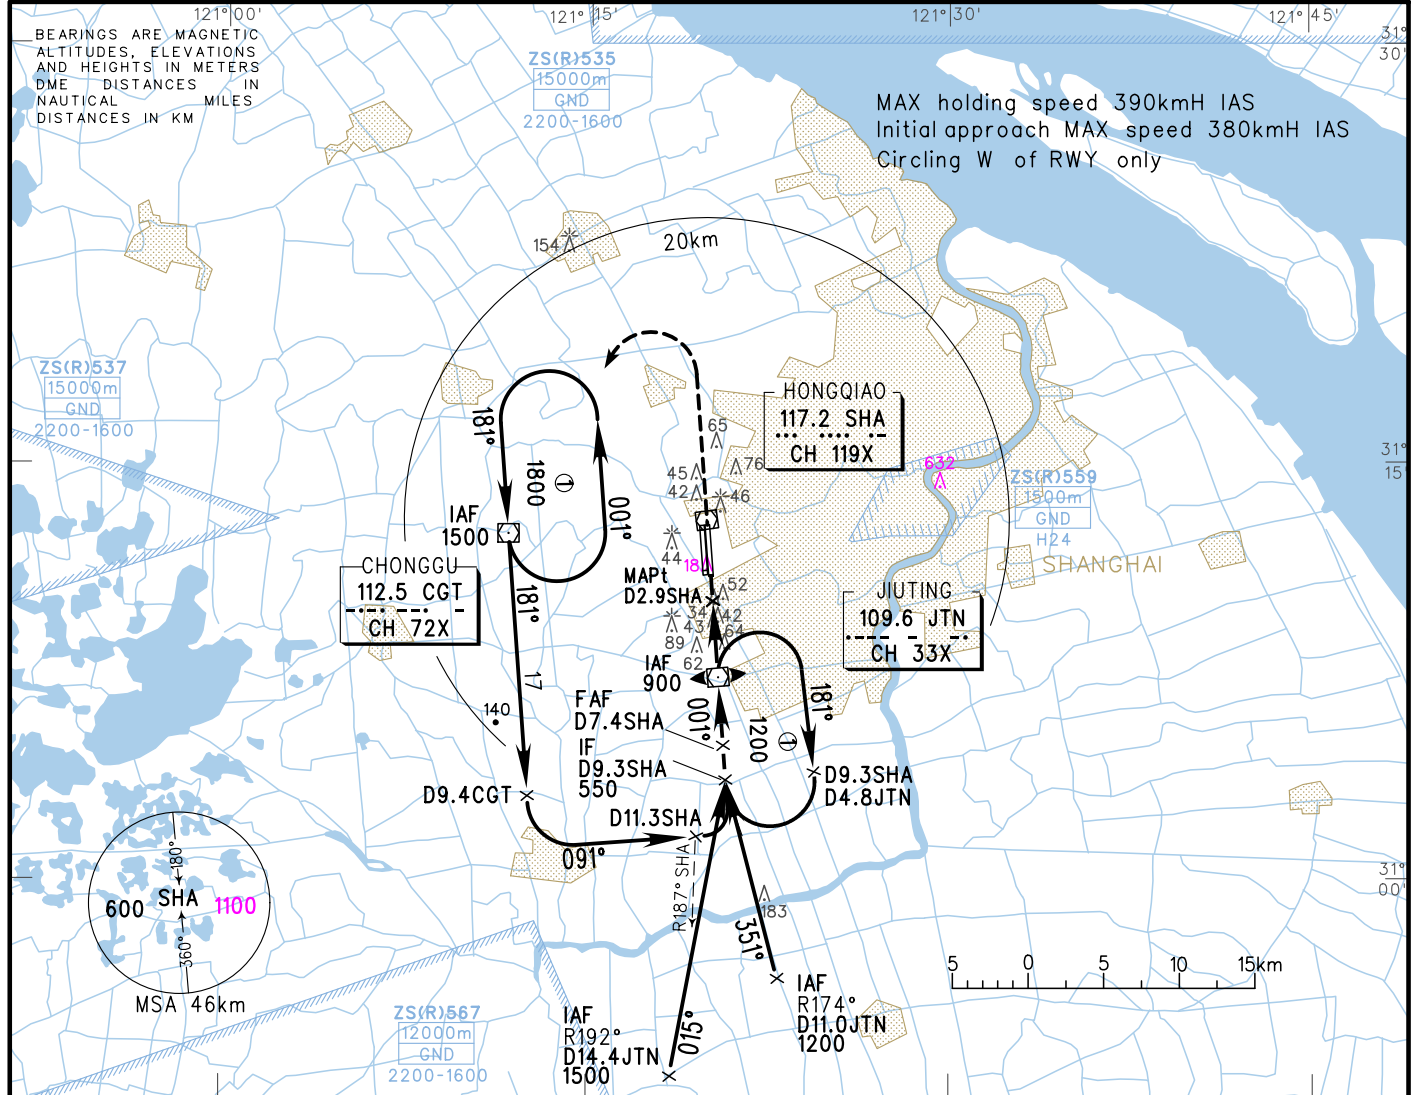 121°00'
121°15'
121°30'
121°45'
31°
30'
BEARINGS ARE MAGNETIC
ALTITUDES, ELEVATIONS
AND HEIGHTS IN METERS
DME DISTANCES IN
NAUTICAL MILES
DISTANCES IN KM
ZS(R)535
15000m
GND
2200-1600
MAX holding speed 390kmH IAS
Initial approach MAX speed 380kmH IAS
Circling W of RWY only
154
20km
ZS(R)537
15000m
GND
2200-1600
HONGQIAO
117.2 SHA
CH 119X
65
76
45
42
46
44
18
632
31°
15'
ZS(R)559
1500m
GND
H24
SHANGHAI
181°
1800
①
001°
IAF
1500
CHONGGU
112.5 CGT
CH 72X
181°
17
MAPt
D2.9SHA
52
34
42
43
64
89
62
JIUTING
109.6 JTN
CH 33X
IAF
900
001°
1200
①
181°
140
FAF
D7.4SHA
IF
D9.3SHA
550
D9.3SHA
D4.8JTN
D9.4CGT
D11.3SHA
091°
R187° SHA
183
351°
015°
31°
00'
180°
SHA
600
1100
360°
MSA 46km
5 0 5 10 15km
IAF
R174°
D11.0JTN
1200
IAF
R192°
D14.4JTN
1500
ZS(R)567
12000m
GND
2200-1600